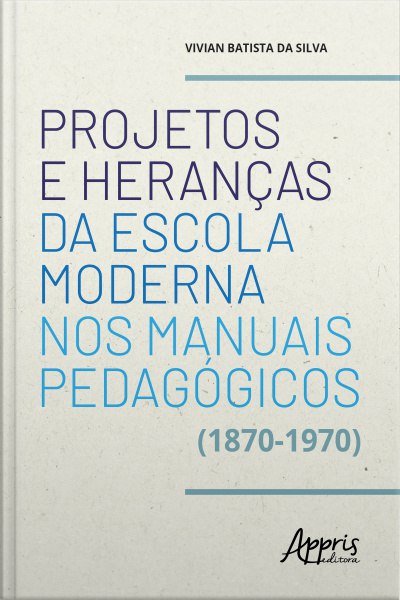 VIVIAN BATISTA DA SILVA
PROJETOS
E HERANÇAS
DA ESCOLA
MODERNA
NOS MANUAIS
PEDAGÓGICOS
(1870-1970)
Appris
editora